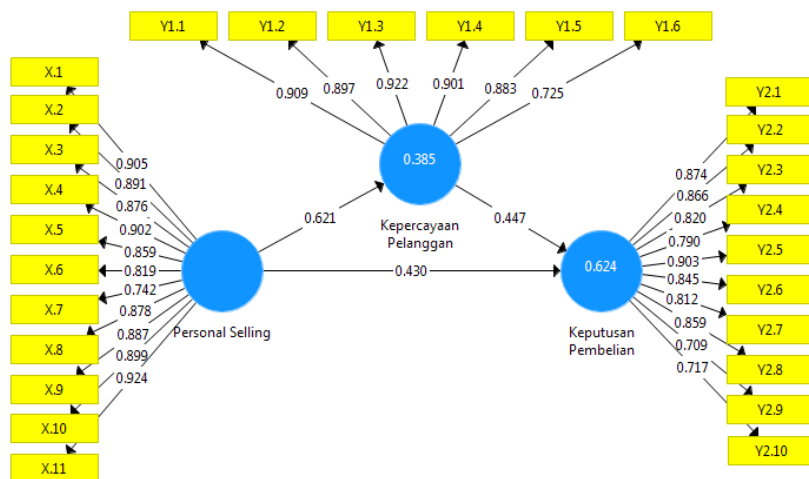 Y1.1
Y1.2
Y1.3
Y1.4
Y1.5
Y1.6
0.909
0.897
0.922
0.901
0.883
0.725
X.1
X.2
X.3
X.4
X.5
X.6
X.7
X.8
X.9
X.10
X.11
0.905
0.891
0.876
0.902
0.859
0.819
0.742
0.878
0.887
0.899
0.924
Personal Selling
0.621
0.385
Kepercayaan
Pelanggan
0.447
0.430
0.624
Keputusan
Pembelian
0.874
0.866
0.820
0.790
0.903
0.845
0.812
0.859
0.709
0.717
Y2.1
Y2.2
Y2.3
Y2.4
Y2.5
Y2.6
Y2.7
Y2.8
Y2.9
Y2.10